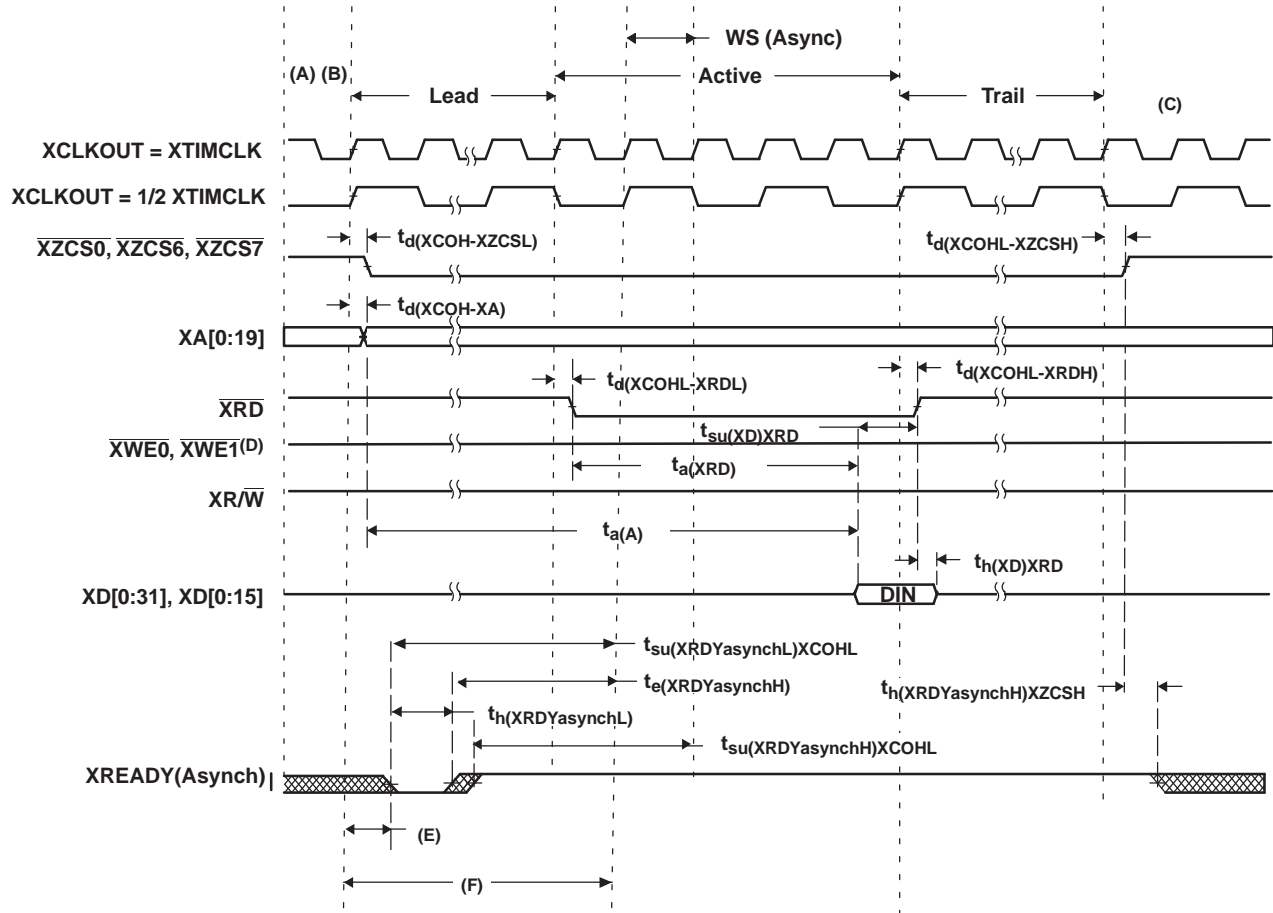 WS (Async)
(A) (B)
Active
Lead
Trail
(C)
XCLKOUT = XTIMCLK
XCLKOUT = 1/2 XTIMCLK
td(XCOH-XZCSL)
td(XCOHL-XZCSH)
XZCS0, XZCS6, XZCS7
td(XCOH-XA)
XA[0:19]
td(XCOHL-XRDL)
td(XCOHL-XRDH)
XRD
tsu(XD)XRD
XWE0, XWE1(D)
ta(XRD)
XR/W
ta(A)
th(XD)XRD
XD[0:31], XD[0:15]
DIN
tsu(XRDYasynchL)XCOHL
te(XRDYasynchH)
th(XRDYasynchH)XZCSH
th(XRDYasynchL)
tsu(XRDYasynchH)XCOHL
XREADY(Asynch)
(E)
(F)